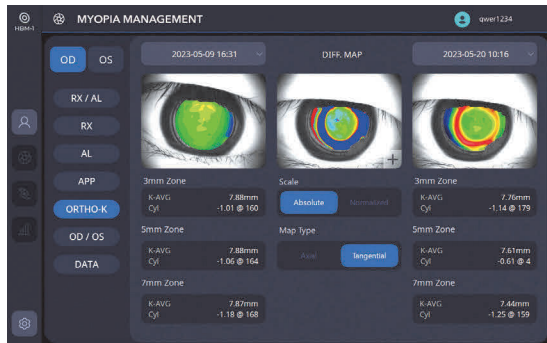 HBM-1
MYOPIA MANAGEMENT
qwer1234
OD
OS
RX / AL
RX
AL
APP
ORTHO-K
OD / OS
DATA
2023-05-09 16:31
DIFF. MAP
2023-05-20 10:16
3mm Zone
K-AVG 7.88mm
Cyl -1.01 @ 160
5mm Zone
K-AVG 7.88mm
Cyl -1.06 @ 164
7mm Zone
K-AVG 7.87mm
Cyl -1.18 @ 168
Scale
Absolute
Normalized
Map Type
Axial
Tangential
3mm Zone
K-AVG 7.76mm
Cyl -1.14 @ 179
5mm Zone
K-AVG 7.61mm
Cyl -0.61 @ 4
7mm Zone
K-AVG 7.44mm
Cyl -1.25 @ 159